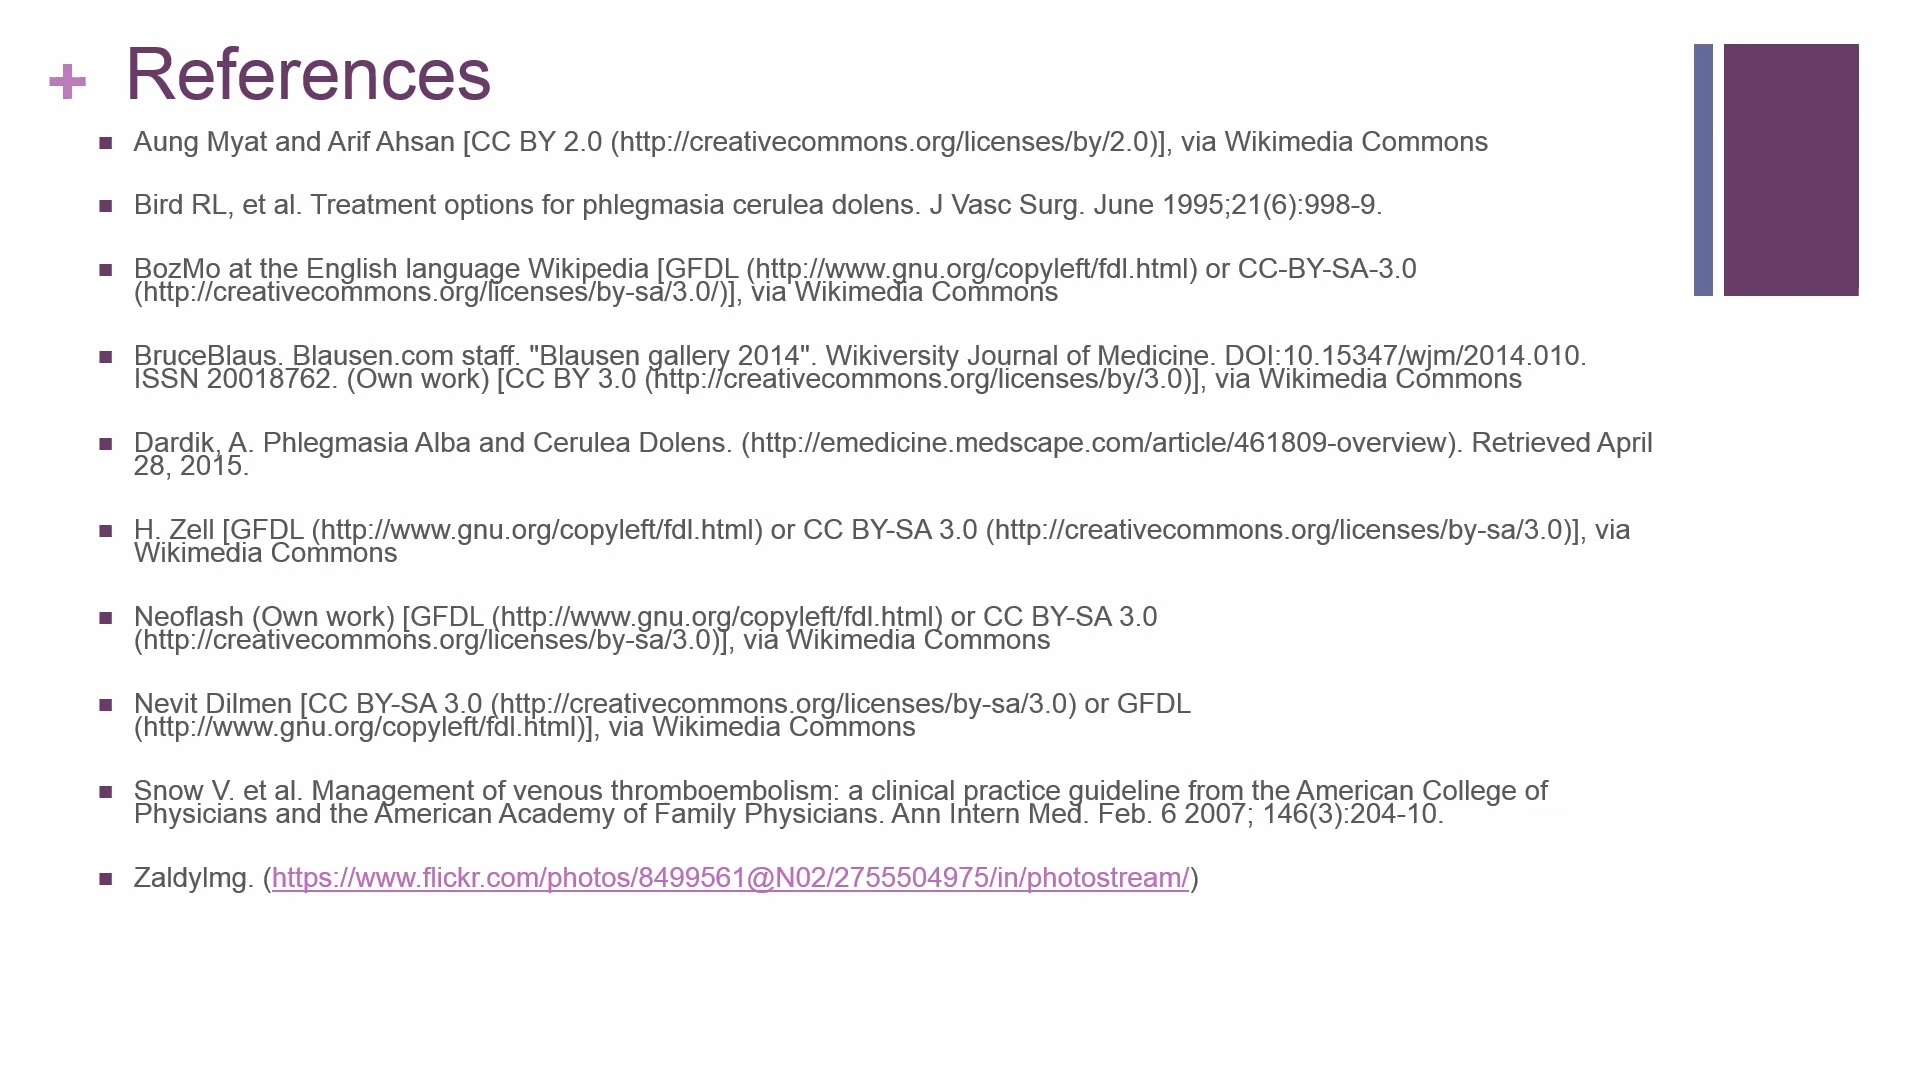 + References
■ Aung Myat and Arif Ahsan [CC BY 2.0 (http://creativecommons.org/licenses/by/2.0)], via Wikimedia Commons
■ Bird RL, et al. Treatment options for phlegmasia cerulea dolens. J Vasc Surg. June 1995;21(6):998-9.
■ BozMo at the English language Wikipedia [GFDL (http://www.gnu.org/copyleft/fdl.html) or CC-BY-SA-3.0
(http://creativecommons.org/licenses/by-sa/3.0/)], via Wikimedia Commons
■ BruceBlaus. Blausen.com staff. "Blausen gallery 2014". Wikiversity Journal of Medicine. DOI:10.15347/wjm/2014.010.
ISSN 20018762. (Own work) [CC BY 3.0 (http://creativecommons.org/licenses/by/3.0)], via Wikimedia Commons
■ Dardik, A. Phlegmasia Alba and Cerulea Dolens. (http://emedicine.medscape.com/article/461809-overview). Retrieved April
28, 2015.
■ H. Zell [GFDL (http://www.gnu.org/copyleft/fdl.html) or CC BY-SA 3.0 (http://creativecommons.org/licenses/by-sa/3.0)], via
Wikimedia Commons
■ Neoflash (Own work) [GFDL (http://www.gnu.org/copyleft/fdl.html) or CC BY-SA 3.0
(http://creativecommons.org/licenses/by-sa/3.0)], via Wikimedia Commons
■ Nevit Dilmen [CC BY-SA 3.0 (http://creativecommons.org/licenses/by-sa/3.0) or GFDL
(http://www.gnu.org/copyleft/fdl.html)], via Wikimedia Commons
■ Snow V. et al. Management of venous thromboembolism: a clinical practice guideline from the American College of
Physicians and the American Academy of Family Physicians. Ann Intern Med. Feb. 6 2007; 146(3):204-10.
■ ZaldyImg. (https://www.flickr.com/photos/8499561@N02/2755504975/in/photostream/)